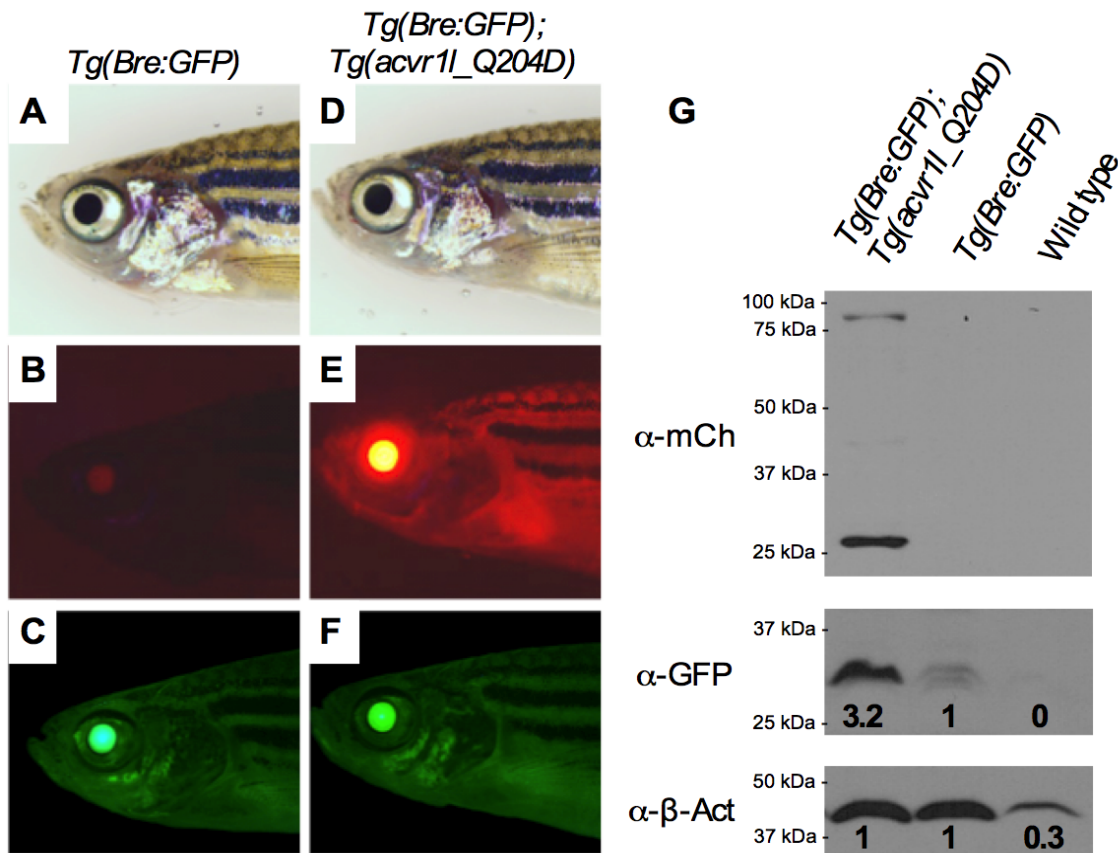 Tg(Bre:GFP)
Tg(Bre:GFP);
Tg(acvr1l_Q204D)
A
D
B
E
C
F
G
Tg(Bre:GFP);
Tg(acvr1l_Q204D)
Tg(Bre:GFP)
Wild type
100 kDa -
75 kDa -
50 kDa -
α-mCh
37 kDa -
25 kDa -
37 kDa -
α-GFP
3.2 1 0
25 kDa -
50 kDa -
α-β-Act
1 1 0.3
37 kDa -